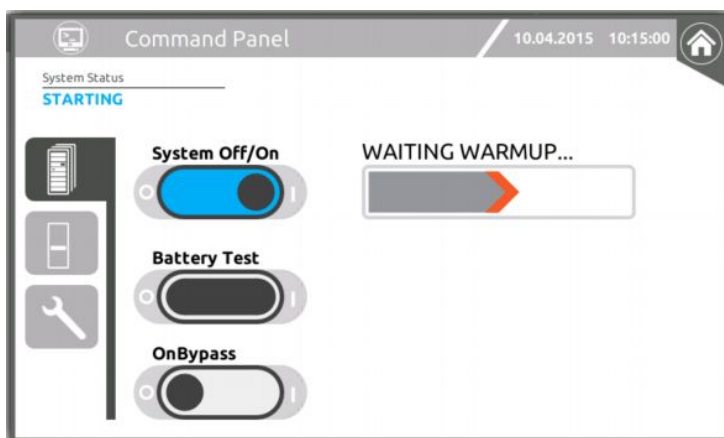 Command Panel
10.04.2015 10:15:00
System Status
STARTING
System Off/On
WAITING WARMUP...
Battery Test
OnBypass